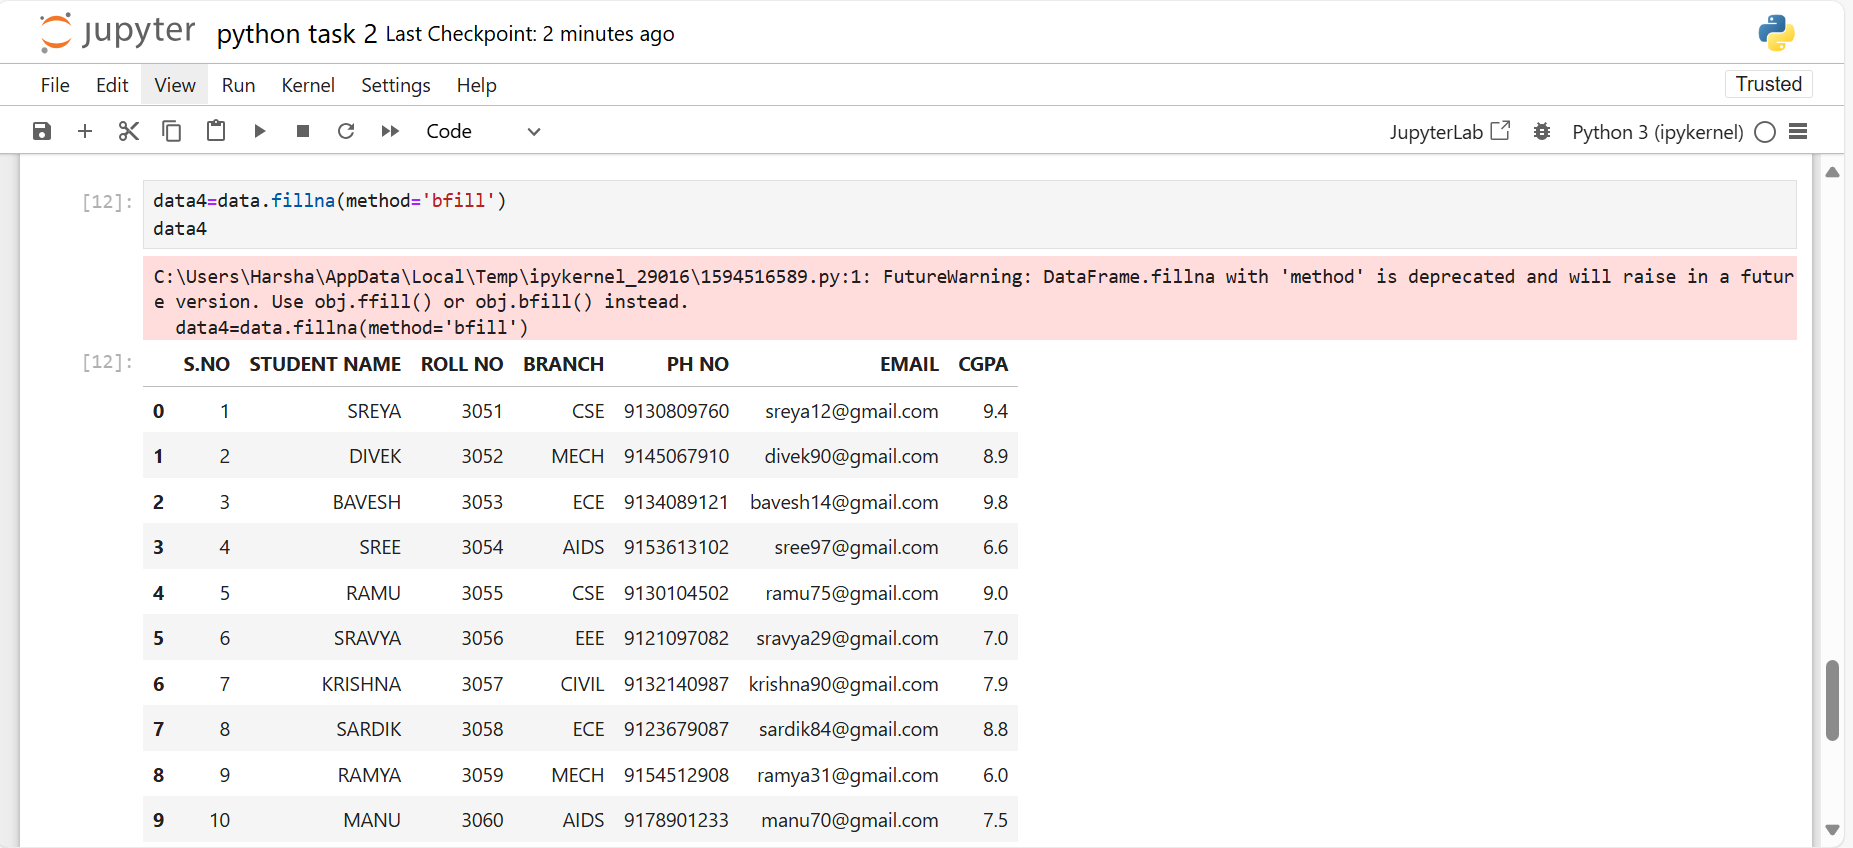 jupyter python task 2 Last Checkpoint: 2 minutes ago
File Edit View Run Kernel Settings Help Trusted
Code JupyterLab Python 3 (ipykernel)
[12]: data4=data.fillna(method='bfill')
data4
C:\Users\Harsha\AppData\Local\Temp\ipykernel_29016\1594516589.py:1: FutureWarning: DataFrame.fillna with 'method' is deprecated and will raise in a futur
e version. Use obj.ffill() or obj.bfill() instead.
data4=data.fillna(method='bfill')
[12]: S.NO STUDENT NAME ROLL NO BRANCH PH NO EMAIL CGPA
0 1 SREYA 3051 CSE 9130809760 sreya12@gmail.com 9.4
1 2 DIVEK 3052 MECH 9145067910 divek90@gmail.com 8.9
2 3 BAVESH 3053 ECE 9134089121 bavesh14@gmail.com 9.8
3 4 SREE 3054 AIDS 9153613102 sree97@gmail.com 6.6
4 5 RAMU 3055 CSE 9130104502 ramu75@gmail.com 9.0
5 6 SRAVYA 3056 EEE 9121097082 sravya29@gmail.com 7.0
6 7 KRISHNA 3057 CIVIL 9132140987 krishna90@gmail.com 7.9
7 8 SARDIK 3058 ECE 9123679087 sardik84@gmail.com 8.8
8 9 RAMYA 3059 MECH 9154512908 ramya31@gmail.com 6.0
9 10 MANU 3060 AIDS 9178901233 manu70@gmail.com 7.5